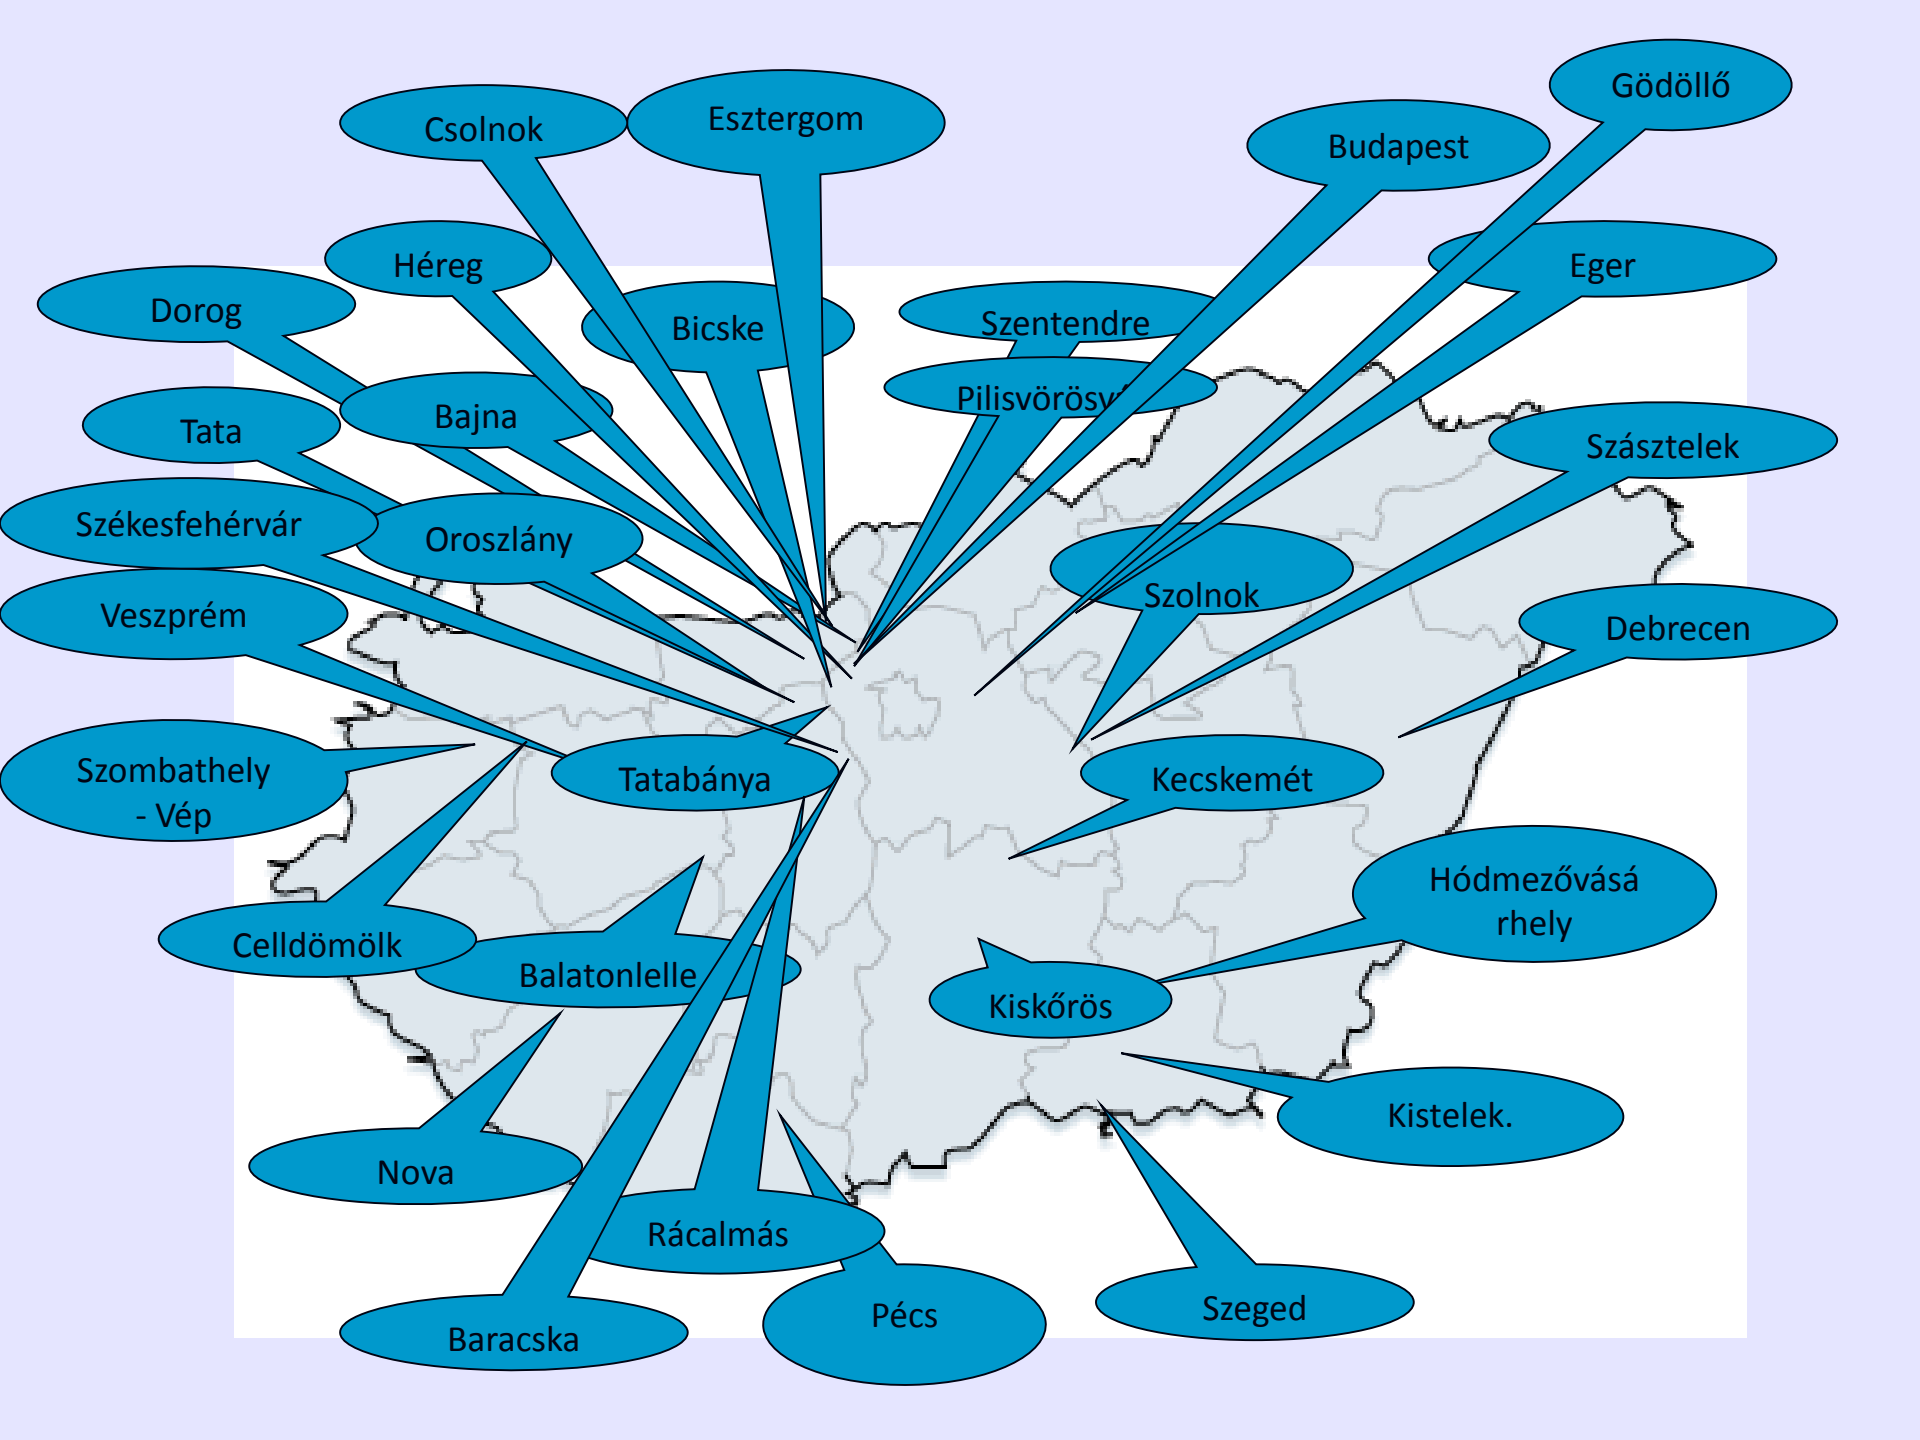 Gödöllő
Esztergom
Csolnok
Budapest
Héreg
Eger
Dorog
Szentendre
Bicske
Pilisvörösv
Bajna
Tata
Szásztelek
Székesfehérvár
Oroszlány
Szolnok
Veszprém
Debrecen
Szombathely
- Vép
Tatabánya
Kecskemét
Hódmezővásá
rhely
Celldömölk
Balatonlelle
Kiskőrös
Kistelek.
Nova
Rácalmás
Szeged
Pécs
Baracska